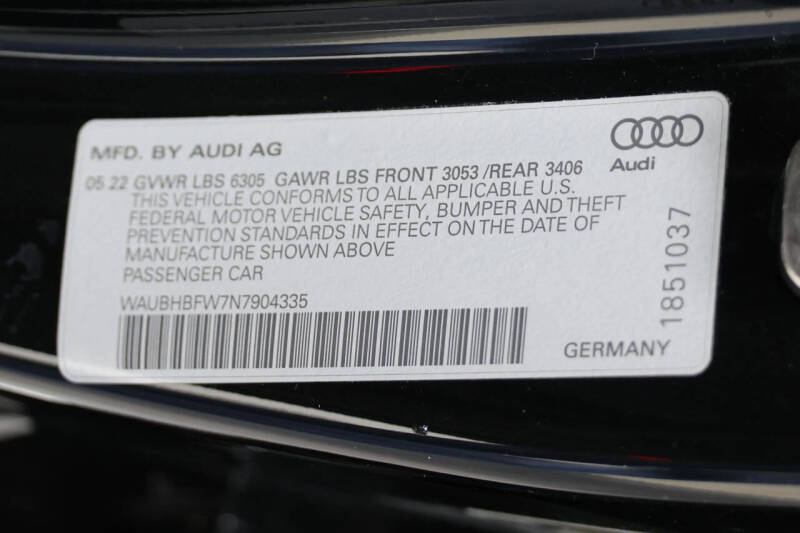 MFD. BY AUDI AG
Audi
05.22 GVWR LBS 6305 GAWR LBS FRONT 3053 /REAR 3406
THIS VEHICLE CONFORMS TO ALL APPLICABLE U.S.
FEDERAL MOTOR VEHICLE SAFETY, BUMPER AND THEFT
PREVENTION STANDARDS IN EFFECT ON THE DATE OF
MANUFACTURE SHOWN ABOVE
PASSENGER CAR
WAUBHBFW7N7904335
GERMANY
1851037